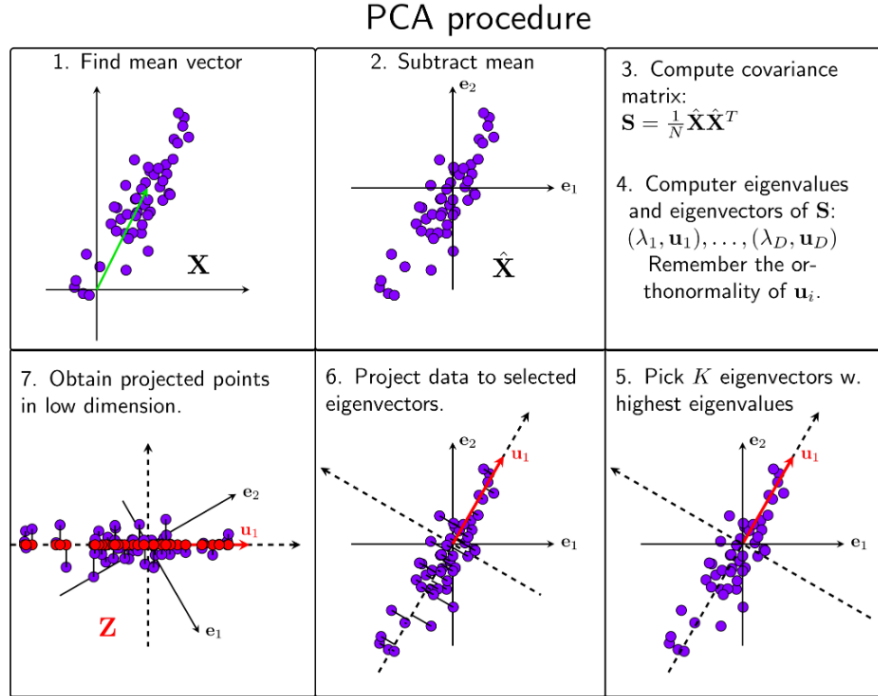 PCA procedure
1. Find mean vector
X
2. Subtract mean
e₂
e₁
X̂
3. Compute covariance
matrix:
S = 1/N X̂X̂ᵀ
4. Computer eigenvalues
and eigenvectors of S:
(λ₁, u₁), . . . , (λ_D, u_D)
Remember the or-
thonormality of uᵢ.
7. Obtain projected points
in low dimension.
e₂
u₁
Z
e₁
6. Project data to selected
eigenvectors.
e₂
u₁
e₁
5. Pick K eigenvectors w.
highest eigenvalues
e₂
u₁
e₁